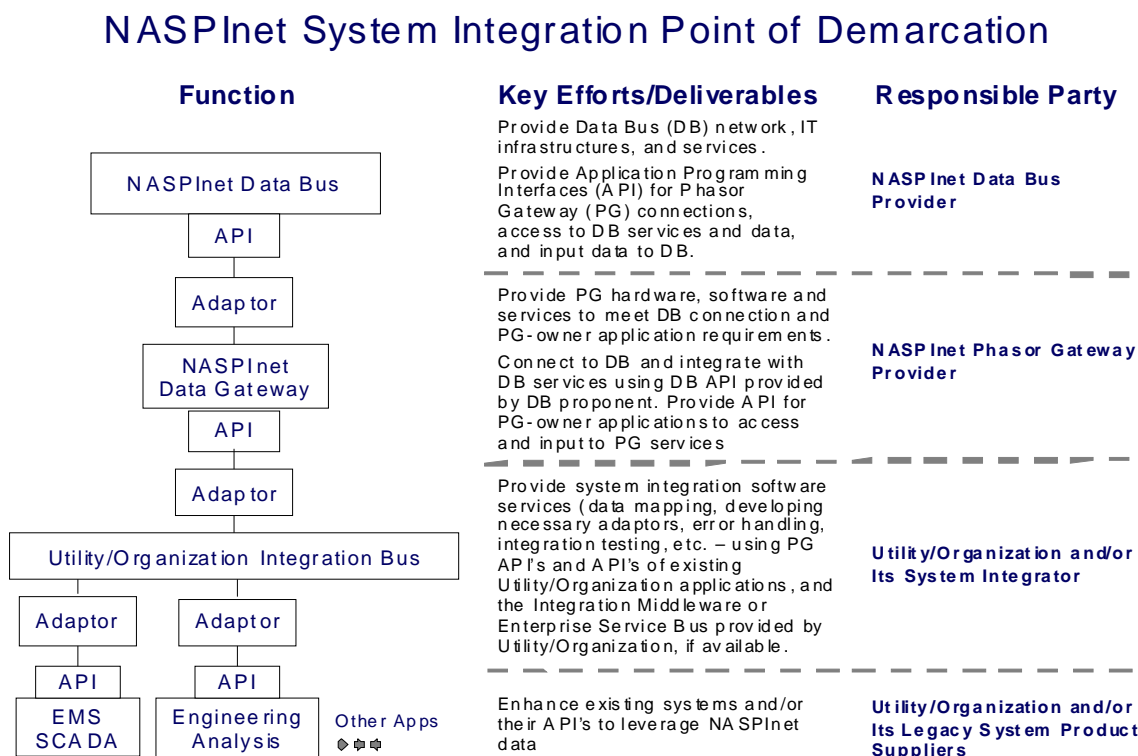 NASPInet System Integration Point of Demarcation
Function
Key Efforts/Deliverables
Responsible Party
NASPInet Data Bus
API
Adaptor
NASPInet
Data Gateway
API
Adaptor
Utility/Organization Integration Bus
Adaptor
Adaptor
API
API
EMS
SCADA
Engineering
Analysis
Other Apps
Provide Data Bus (DB) network, IT
infrastructures, and services.
Provide Application Programming
Interfaces (API) for Phasor
Gateway (PG) connections,
access to DB services and data,
and input data to DB.
NASPInet Data Bus
Provider
Provide PG hardware, software and
services to meet DB connection and
PG-owner application requirements.
Connect to DB and integrate with
DB services using DB API provided
by DB proponent. Provide API for
PG-owner applications to access
and input to PG services
NASPInet Phasor Gateway
Provider
Provide system integration software
services (data mapping, developing
necessary adaptors, error handling,
integration testing, etc. – using PG
API's and API's of existing
Utility/Organization applications, and
the Integration Middleware or
Enterprise Service Bus provided by
Utility/Organization, if available.
Utility/Organization and/or
Its System Integrator
Enhance existing systems and/or
their API's to leverage NASPInet
data
Utility/Organization and/or
Its Legacy System Product
Suppliers